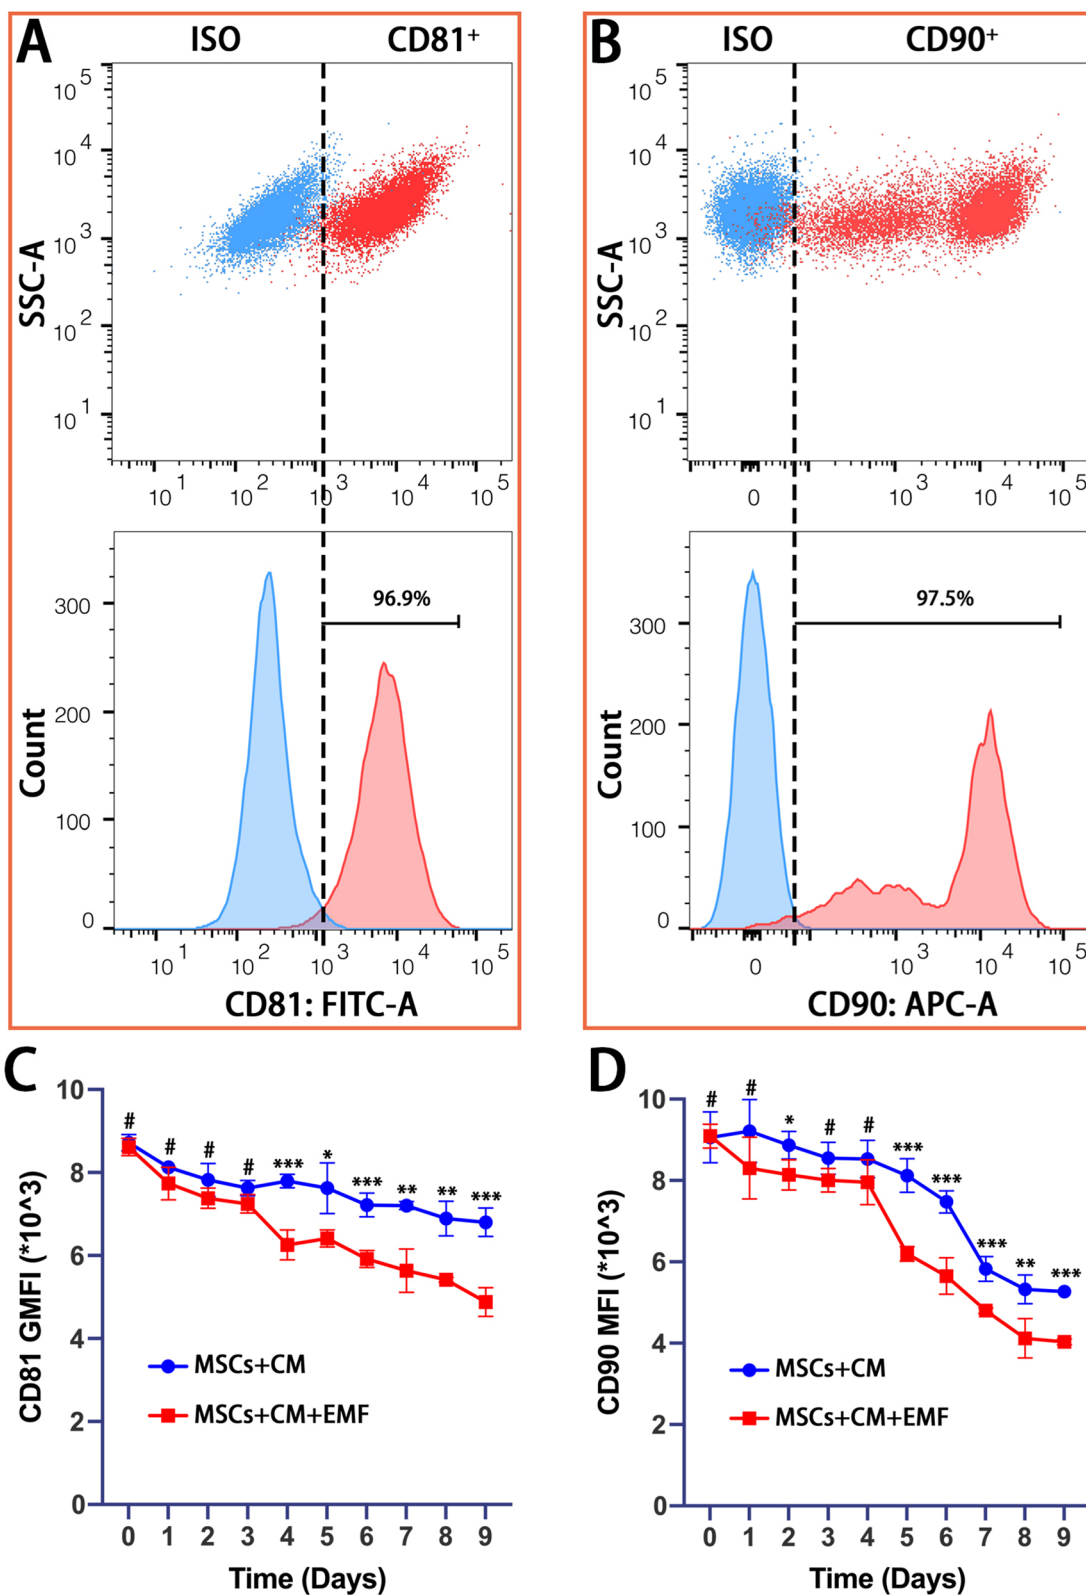 A
ISO CD81+
SSC-A
10^5
10^4
10^3
10^2
10^1
10^1 10^2 10^3 10^4 10^5
96.9%
Count
300
200
100
0
10^1 10^2 10^3 10^4 10^5
CD81: FITC-A
B
ISO CD90+
SSC-A
10^5
10^4
10^3
10^2
10^1
0 10^3 10^4 10^5
97.5%
Count
300
200
100
0
0 10^3 10^4 10^5
CD90: APC-A
C
CD81 GMFI (*10^3)
10
8
6
4
2
0
# # # # *** * *** ** ** ***
MSCs+CM
MSCs+CM+EMF
0 1 2 3 4 5 6 7 8 9
Time (Days)
D
CD90 MFI (*10^3)
10
8
6
4
2
0
# # * # # *** *** *** ** ***
MSCs+CM
MSCs+CM+EMF
0 1 2 3 4 5 6 7 8 9
Time (Days)